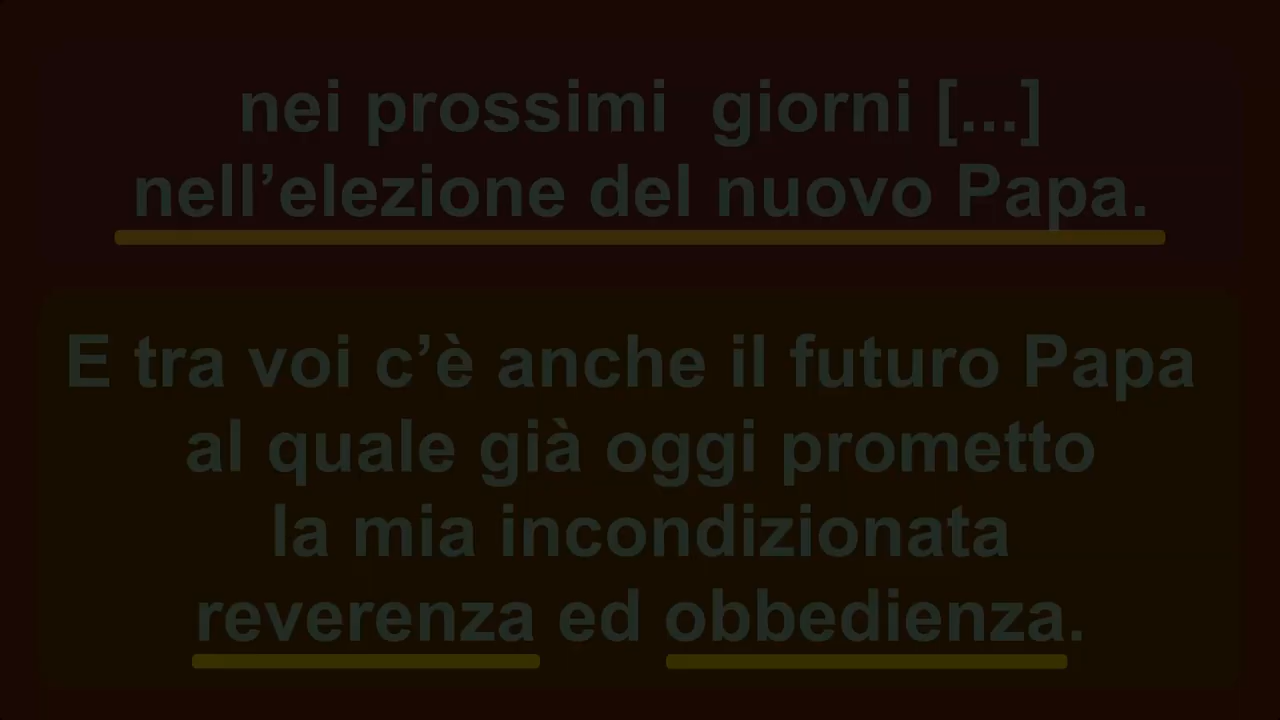 nei prossimi giorni [...]
nell’elezione del nuovo Papa.
E tra voi c’è anche il futuro Papa
al quale già oggi prometto
la mia incondizionata
reverenza ed obbedienza.